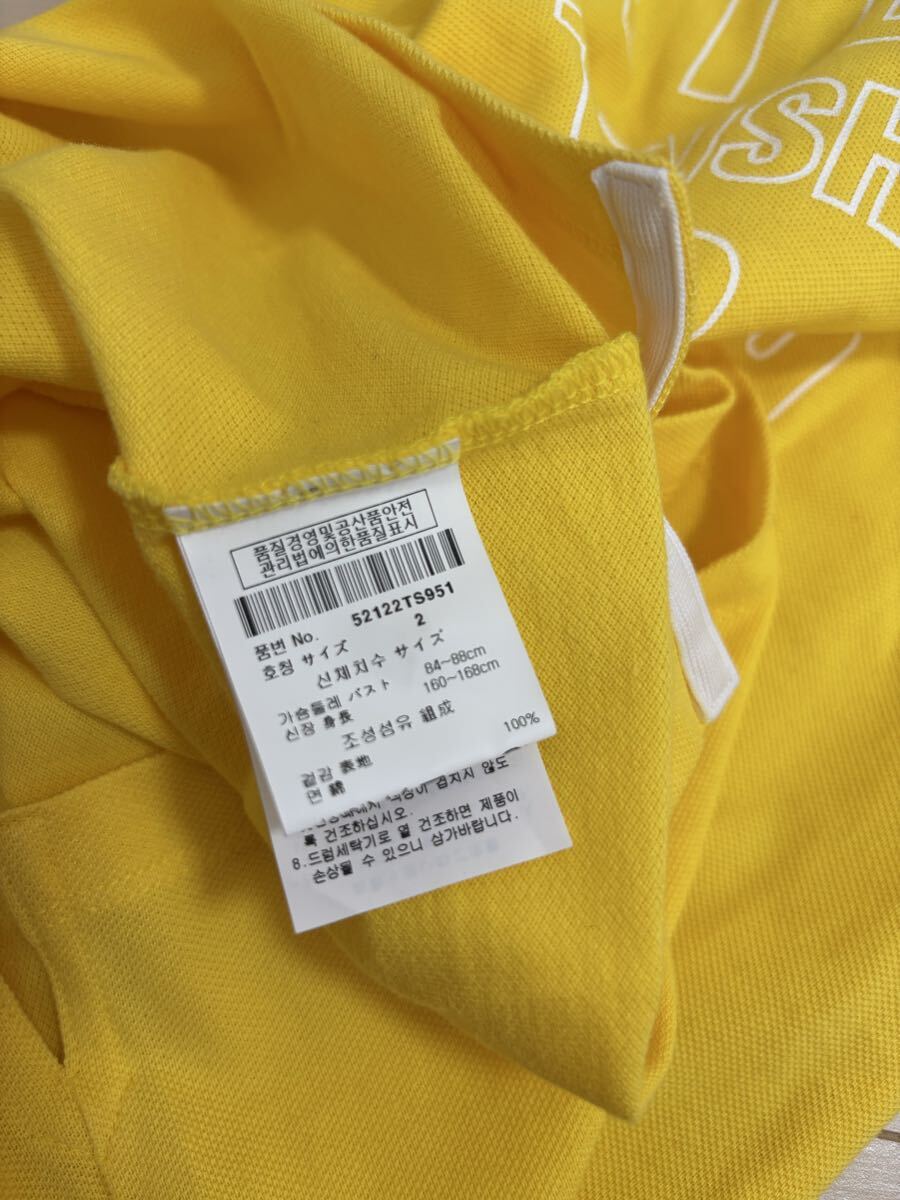 USH
품질경영및공산품안전
관리법에의한품질표시
품번 No. 52122TS951
호칭 サイズ 2
신체치수 サイズ
가슴둘레 バスト 84~88cm
신장 身長 160~168cm
조성섬유 組成
겉감 表地
면 綿 100%
록 건조하십시오.
8.드럼세탁기로 열 건조하면 제품이
손상될 수 있으니 삼가바랍니다.